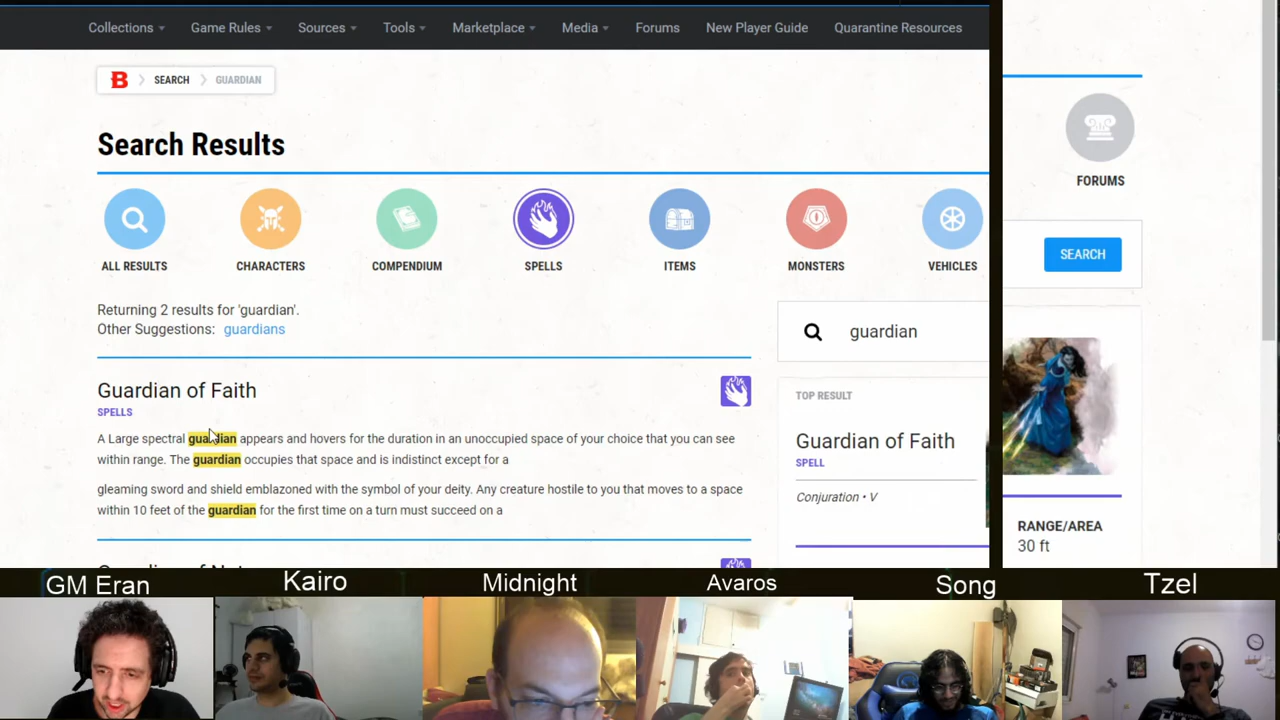 Collections Game Rules Sources Tools Marketplace Media Forums New Player Guide Quarantine Resources
B SEARCH GUARDIAN
Search Results
FORUMS
ALL RESULTS CHARACTERS COMPENDIUM SPELLS ITEMS MONSTERS VEHICLES
SEARCH
Returning 2 results for 'guardian'.
Other Suggestions: guardians
guardian
Guardian of Faith
SPELLS
A Large spectral guardian appears and hovers for the duration in an unoccupied space of your choice that you can see
within range. The guardian occupies that space and is indistinct except for a
gleaming sword and shield emblazoned with the symbol of your deity. Any creature hostile to you that moves to a space
within 10 feet of the guardian for the first time on a turn must succeed on a
TOP RESULT
Guardian of Faith
SPELL
Conjuration • V
RANGE/AREA
30 ft
GM Eran Kairo Midnight Avaros Song Tzel